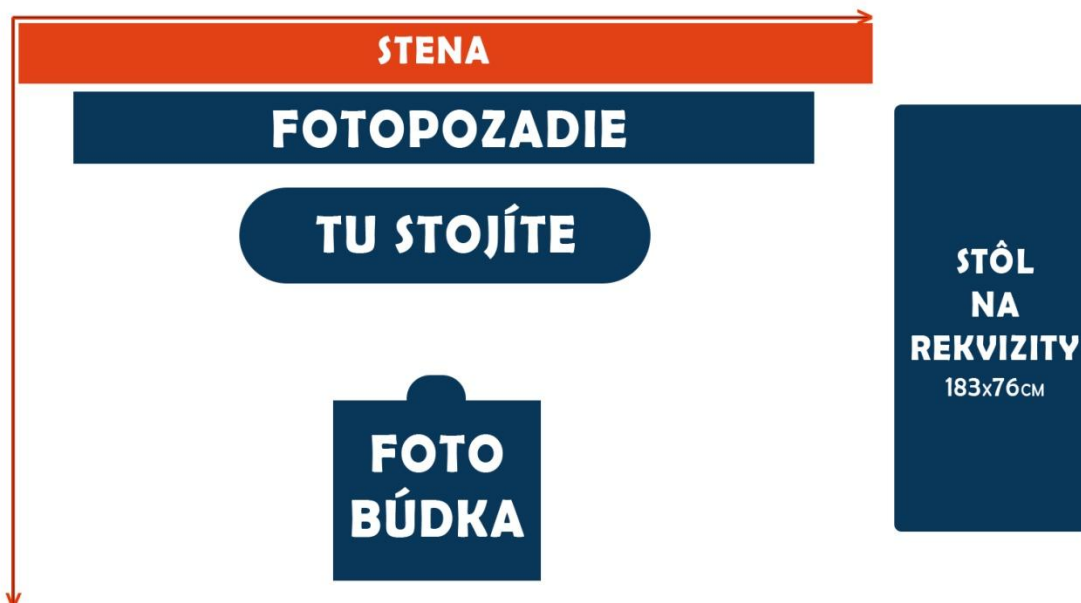 STENA
FOTOPOZADIE
TU STOJÍTE
FOTO
BÚDKA
STÔL
NA
REKVIZITY
183x76CM